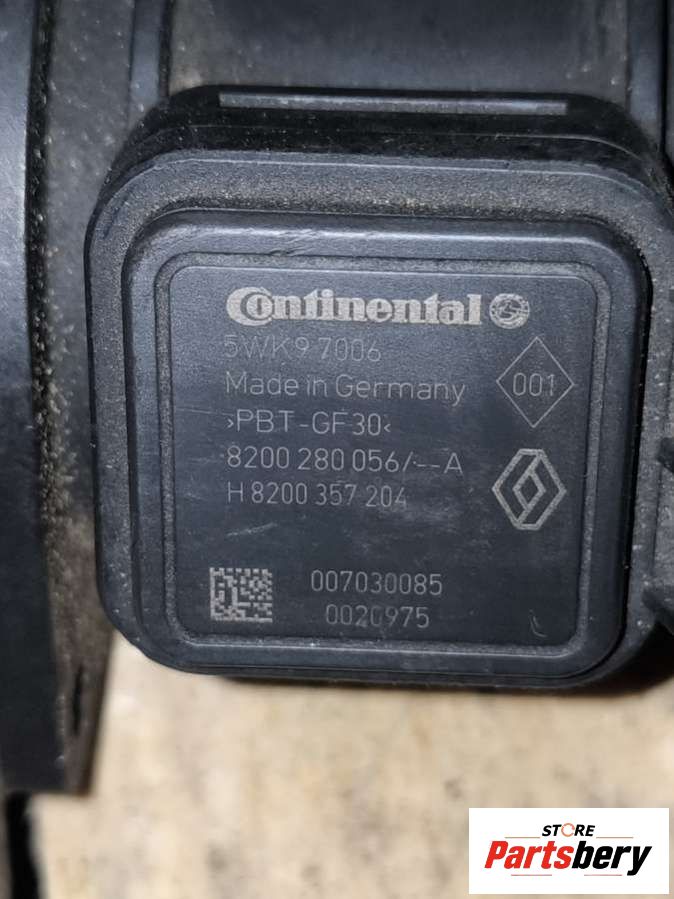 Continental
5WK9 7006
Made in Germany
001
›PBT-GF30‹
8200 280 056/--A
H 8200 357 204
007030085
0020975
STORE
Partsbery